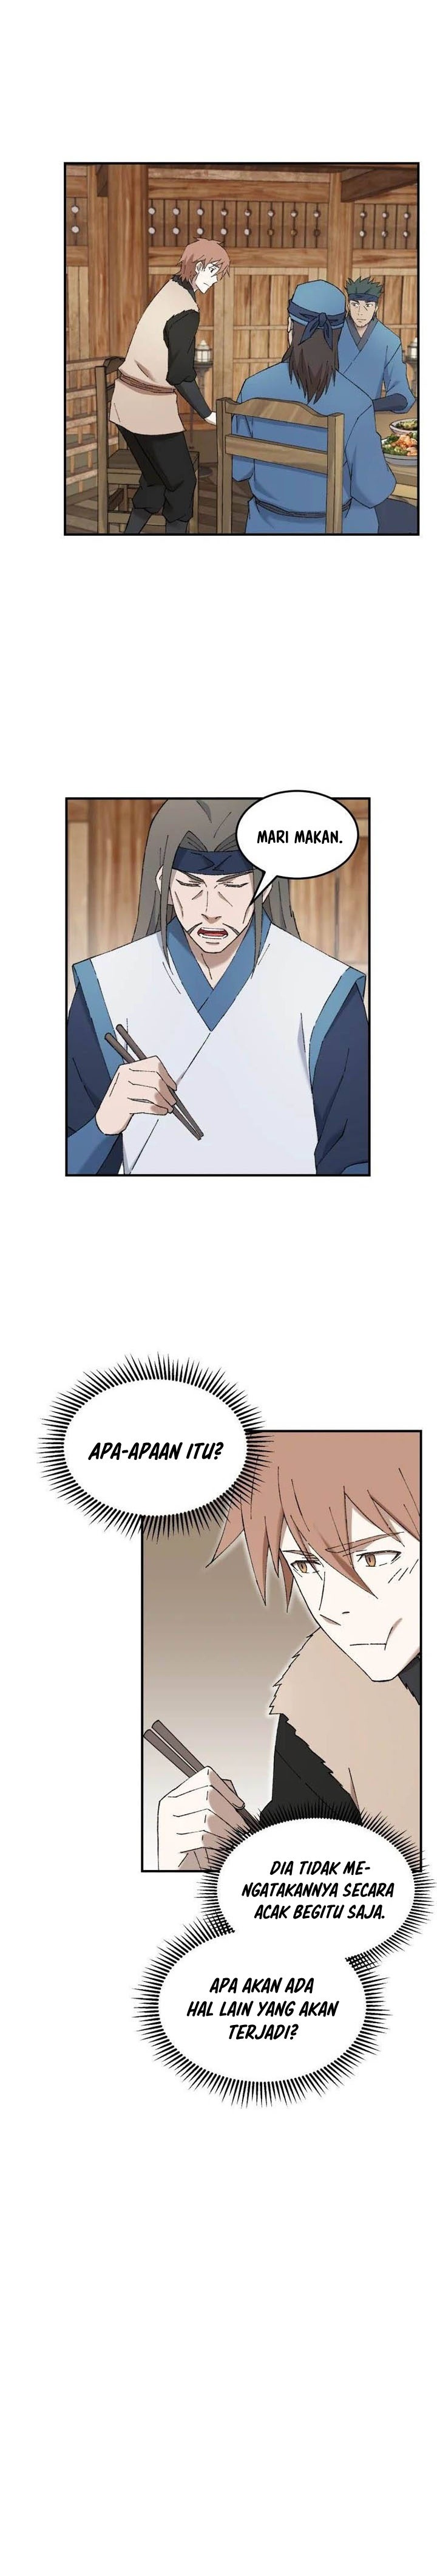 MARI MAKAN.
APA-APAAN ITU?
DIA TIDAK ME-
NGATAKANNYA SECARA
ACAK BEGITU SAJA.
APA AKAN ADA
HAL LAIN YANG AKAN
TERJADI?